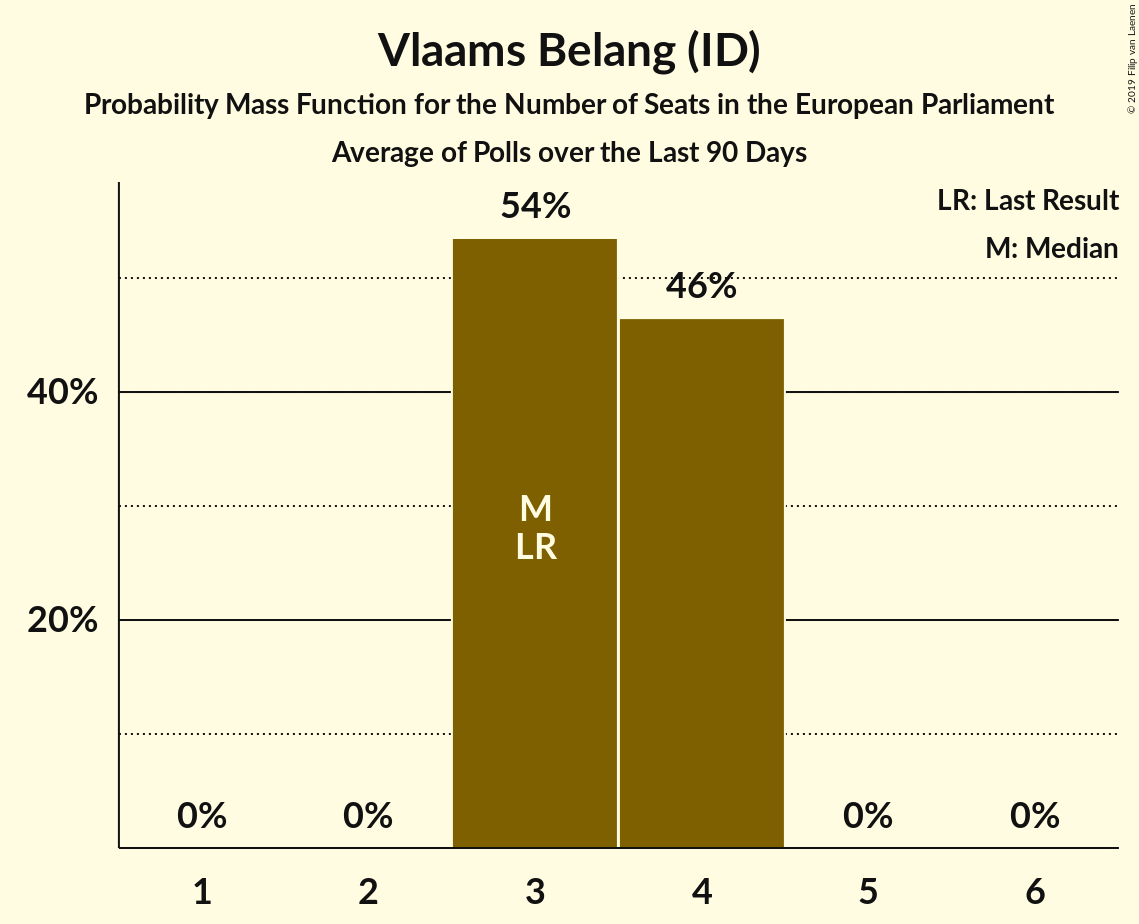 Vlaams Belang (ID)
Probability Mass Function for the Number of Seats in the European Parliament
Average of Polls over the Last 90 Days
© 2019 Filip van Laenen
LR: Last Result
M: Median
54%
46%
40%
20%
M
LR
0%
0%
0%
0%
1
2
3
4
5
6